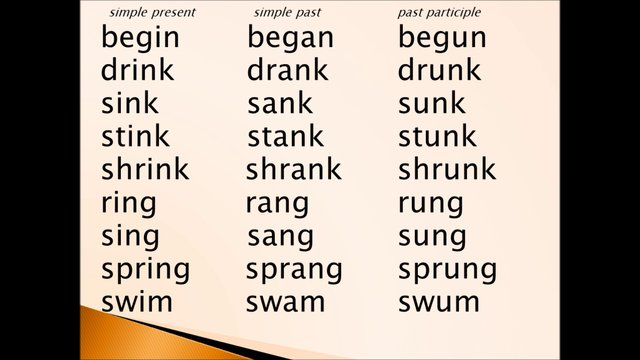 simple present simple past past participle
begin began begun
drink drank drunk
sink sank sunk
stink stank stunk
shrink shrank shrunk
ring rang rung
sing sang sung
spring sprang sprung
swim swam swum